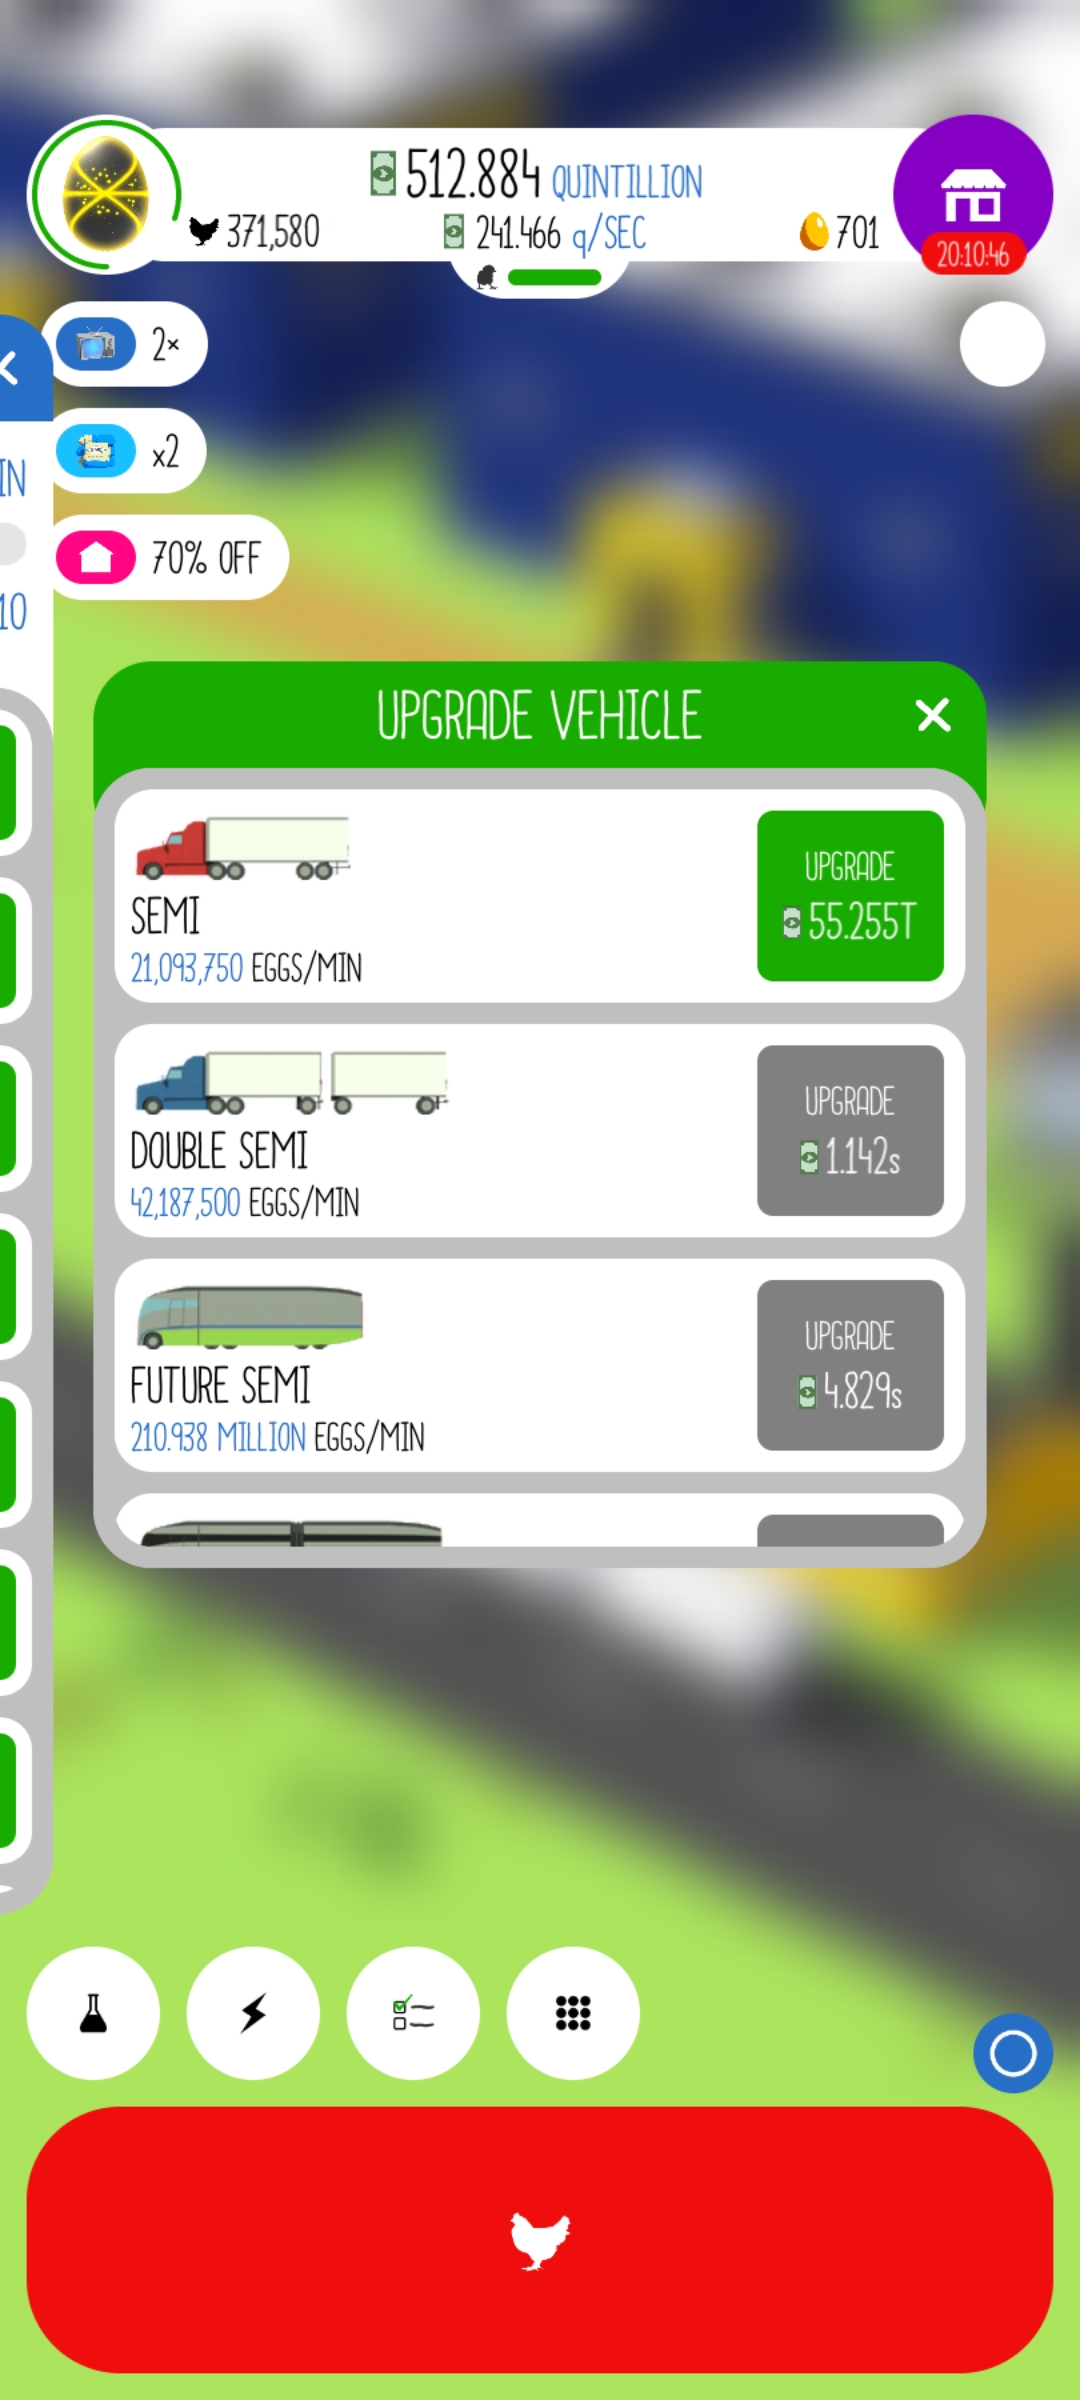 512.884 QUINTILLION
371,580
241.466 q/SEC
701
20:10:46
2×
x2
70% OFF
IN
10
UPGRADE VEHICLE
SEMI
21,093,750 EGGS/MIN
UPGRADE
55.255T
DOUBLE SEMI
42,187,500 EGGS/MIN
UPGRADE
1.142s
FUTURE SEMI
210.938 MILLION EGGS/MIN
UPGRADE
4.829s